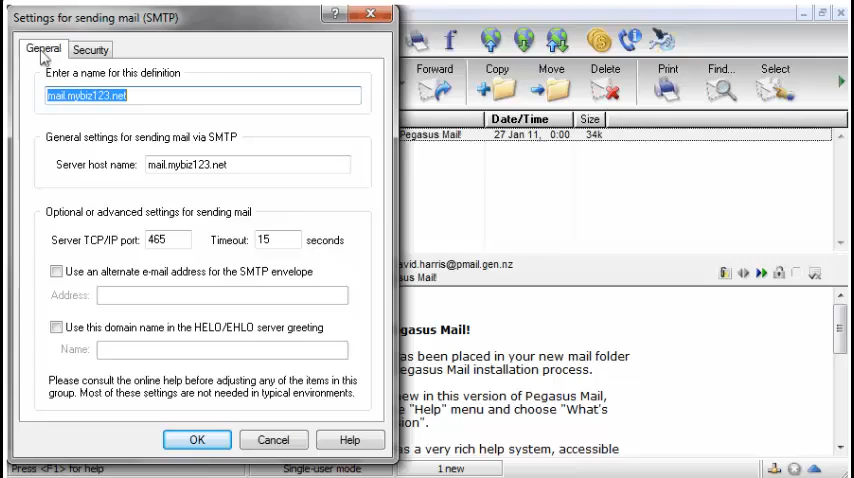 Settings for sending mail (SMTP)
?
General
Security
Enter a name for this definition
mail.mybiz123.net
General settings for sending mail via SMTP
Server host name: mail.mybiz123.net
Optional or advanced settings for sending mail
Server TCP/IP port: 465 Timeout: 15 seconds
Use an alternate e-mail address for the SMTP envelope
Address:
Use this domain name in the HELO/EHLO server greeting
Name:
Please consult the online help before adjusting any of the items in this
group. Most of these settings are not needed in typical environments.
OK Cancel Help
Forward Copy Move Delete Print Find... Select
Date/Time Size
Pegasus Mail! 27 Jan 11, 0:00 34k
avid.harris@pmail.gen.nz
sus Mail!
gasus Mail!
as been placed in your new mail folder
egasus Mail installation process.
ew in this version of Pegasus Mail,
e "Help" menu and choose "What's
sion".
as a very rich help system, accessible
Press <F1> for help Single-user mode 1 new